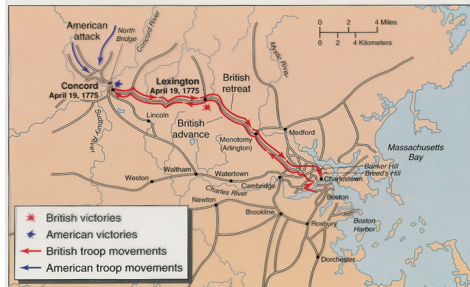 American
attack
North
Bridge
Concord River
Mystic River
0 2 4 Miles
0 2 4 Kilometers
Concord
April 19, 1775
Lexington
April 19, 1775
British
retreat
Sudbury River
Lincoln
British
advance
Menotomy
(Arlington)
Medford
Massachusetts
Bay
Bunker Hill
Breed's Hill
Charlestown
Weston
Waltham
Watertown
Cambridge
Charles River
Boston
Newton
Brookline
Boston
Harbor
Roxbury
Dorchester
British victories
American victories
British troop movements
American troop movements